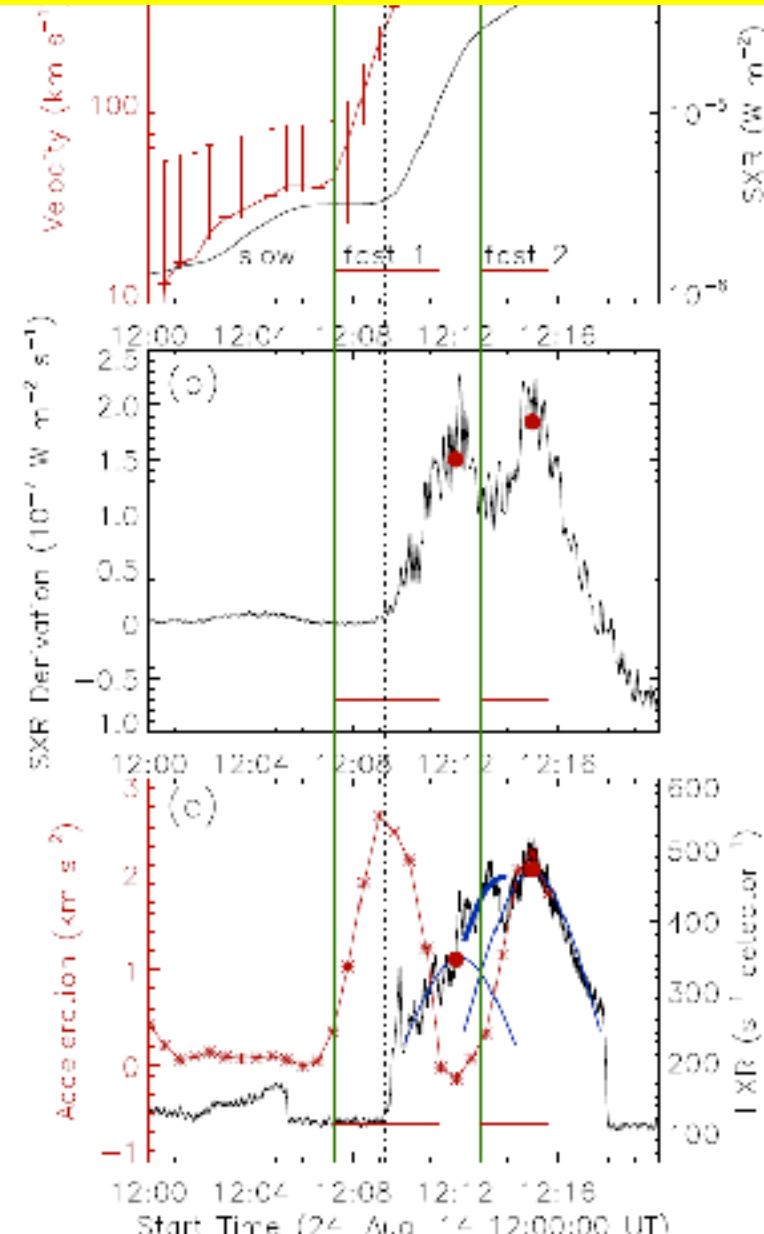 Velocity (km s⁻¹
100
10
slow
fast 1
fast 2
10⁻⁵
10⁻⁶
SXR (W m⁻²)
12:00 12:04 12:08 12:12 12:16
SXR Derivation (10⁻⁷ W m⁻² s⁻¹)
2.5
2.0
1.5
1.0
0.5
0
−0.5
1.0
12:00 12:04 12:08 12:12 12:16
Acceleration (km s⁻²)
3
2
1
0
−1
(c)
600
500
400
300
200
100
12:00 12:04 12:08 12:12 12:16
Start Time (24 Aug 14 12:00:00 UT)